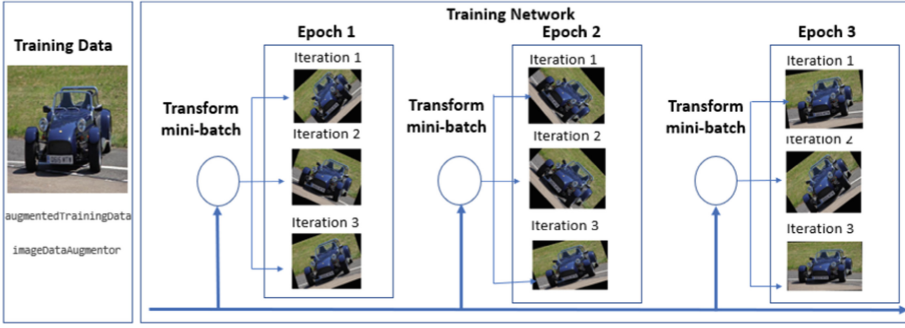 Training Network
Training Data
augmentedTrainingData
imageDataAugmentor
Epoch 1
Transform
mini-batch
Iteration 1
Iteration 2
Iteration 3
Epoch 2
Transform
mini-batch
Iteration 1
Iteration 2
Iteration 3
Epoch 3
Transform
mini-batch
Iteration 1
Iteration 2
Iteration 3